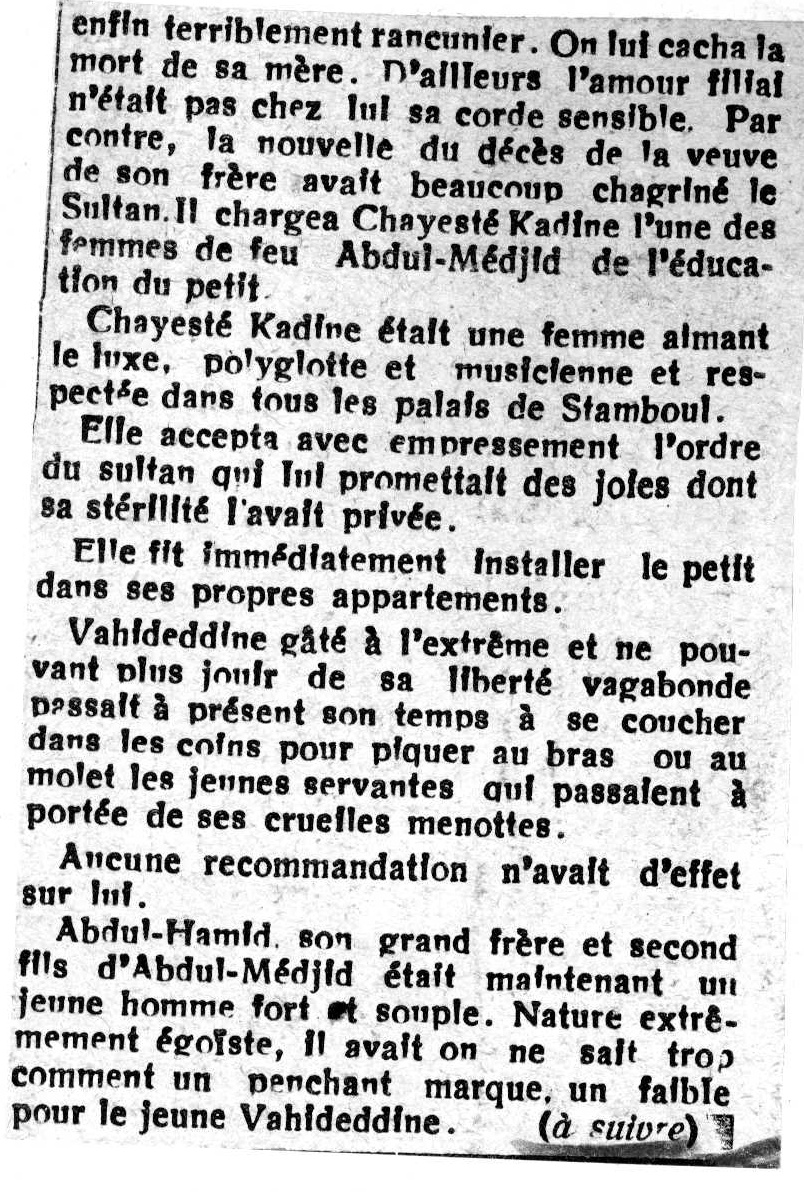 enfin terriblement rancunier. On lui cacha la
mort de sa mère. D'ailleurs l'amour filial
n'était pas chez lui sa corde sensible. Par
contre, la nouvelle du décès de la veuve
de son frère avait beaucoup chagriné le
Sultan. Il chargea Chayesté Kadine l'une des
femmes de feu Abdul-Médjid de l'éduca-
tion du petit.
Chayesté Kadine était une femme aimant
le luxe, polyglotte et musicienne et res-
pectée dans tous les palais de Stamboul.
Elle accepta avec empressement l'ordre
du sultan qui lui promettait des joies dont
sa stérilité l'avait privée.
Elle fit immédiatement installer le petit
dans ses propres appartements.
Vahideddine gâté à l'extrême et ne pou-
vant plus jouir de sa liberté vagabonde
passait à présent son temps à se coucher
dans les coins pour piquer au bras ou au
molet les jeunes servantes qui passaient à
portée de ses cruelles menottes.
Aucune recommandation n'avait d'effet
sur lui.
Abdul-Hamid, son grand frère et second
fils d'Abdul-Médjid était maintenant un
jeune homme fort et souple. Nature extrê-
mement égoïste, il avait on ne sait trop
comment un penchant marque, un faible
pour le jeune Vahideddine. (à suivre)